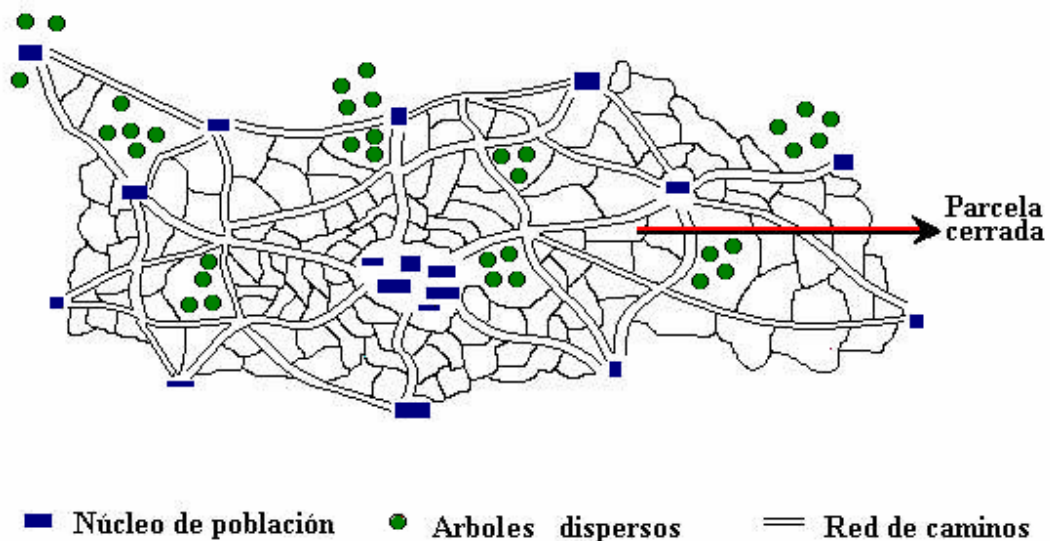 Parcela
cerrada
Núcleo de población
Arboles dispersos
Red de caminos